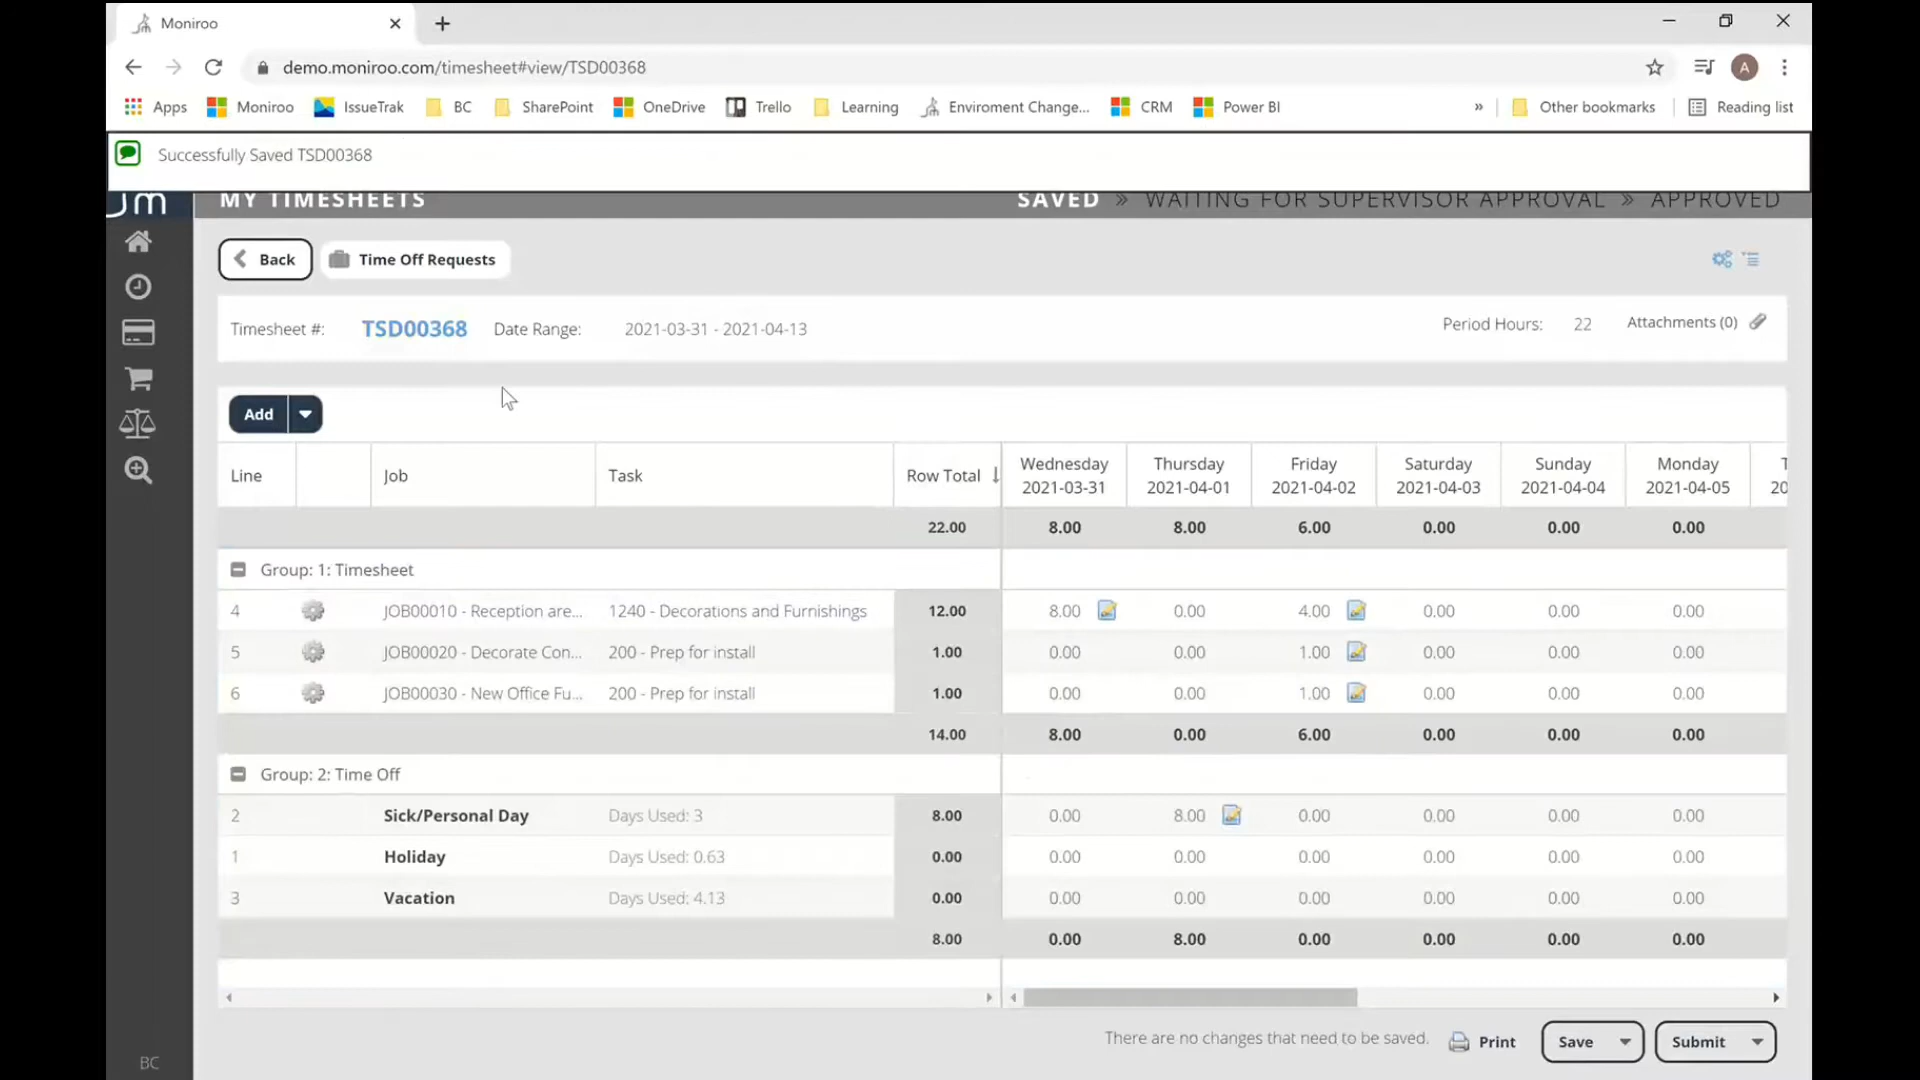 Moniroo
demo.moniroo.com/timesheet#view/TSD00368
A
Apps Moniroo IssueTrak BC SharePoint OneDrive Trello Learning Enviroment Change... CRM Power BI » Other bookmarks Reading list
Successfully Saved TSD00368
MY TIMESHEETS SAVED » WAITING FOR SUPERVISOR APPROVAL » APPROVED
Back Time Off Requests
Timesheet #: TSD00368 Date Range: 2021-03-31 - 2021-04-13 Period Hours: 22 Attachments (0)
Add
Line Job Task Row Total Wednesday Thursday Friday Saturday Sunday Monday T
2021-03-31 2021-04-01 2021-04-02 2021-04-03 2021-04-04 2021-04-05 20
22.00 8.00 8.00 6.00 0.00 0.00 0.00
Group: 1: Timesheet
4 JOB00010 - Reception are... 1240 - Decorations and Furnishings 12.00 8.00 0.00 4.00 0.00 0.00 0.00
5 JOB00020 - Decorate Con... 200 - Prep for install 1.00 0.00 0.00 1.00 0.00 0.00 0.00
6 JOB00030 - New Office Fu... 200 - Prep for install 1.00 0.00 0.00 1.00 0.00 0.00 0.00
14.00 8.00 0.00 6.00 0.00 0.00 0.00
Group: 2: Time Off
2 Sick/Personal Day Days Used: 3 8.00 0.00 8.00 0.00 0.00 0.00 0.00
1 Holiday Days Used: 0.63 0.00 0.00 0.00 0.00 0.00 0.00 0.00
3 Vacation Days Used: 4.13 0.00 0.00 0.00 0.00 0.00 0.00 0.00
8.00 0.00 8.00 0.00 0.00 0.00 0.00
There are no changes that need to be saved. Print Save Submit
BC